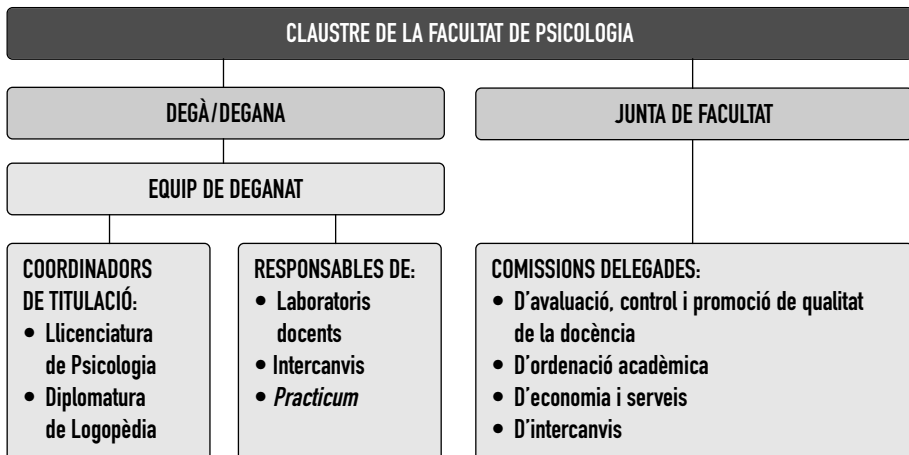 CLAUSTRE DE LA FACULTAT DE PSICOLOGIA
DEGÀ/DEGANA
JUNTA DE FACULTAT
EQUIP DE DEGANAT
COORDINADORS
DE TITULACIÓ:
• Llicenciatura
de Psicologia
• Diplomatura
de Logopèdia
RESPONSABLES DE:
• Laboratoris
docents
• Intercanvis
• Practicum
COMISSIONS DELEGADES:
• D'avaluació, control i promoció de qualitat
de la docència
• D'ordenació acadèmica
• D'economia i serveis
• D'intercanvis